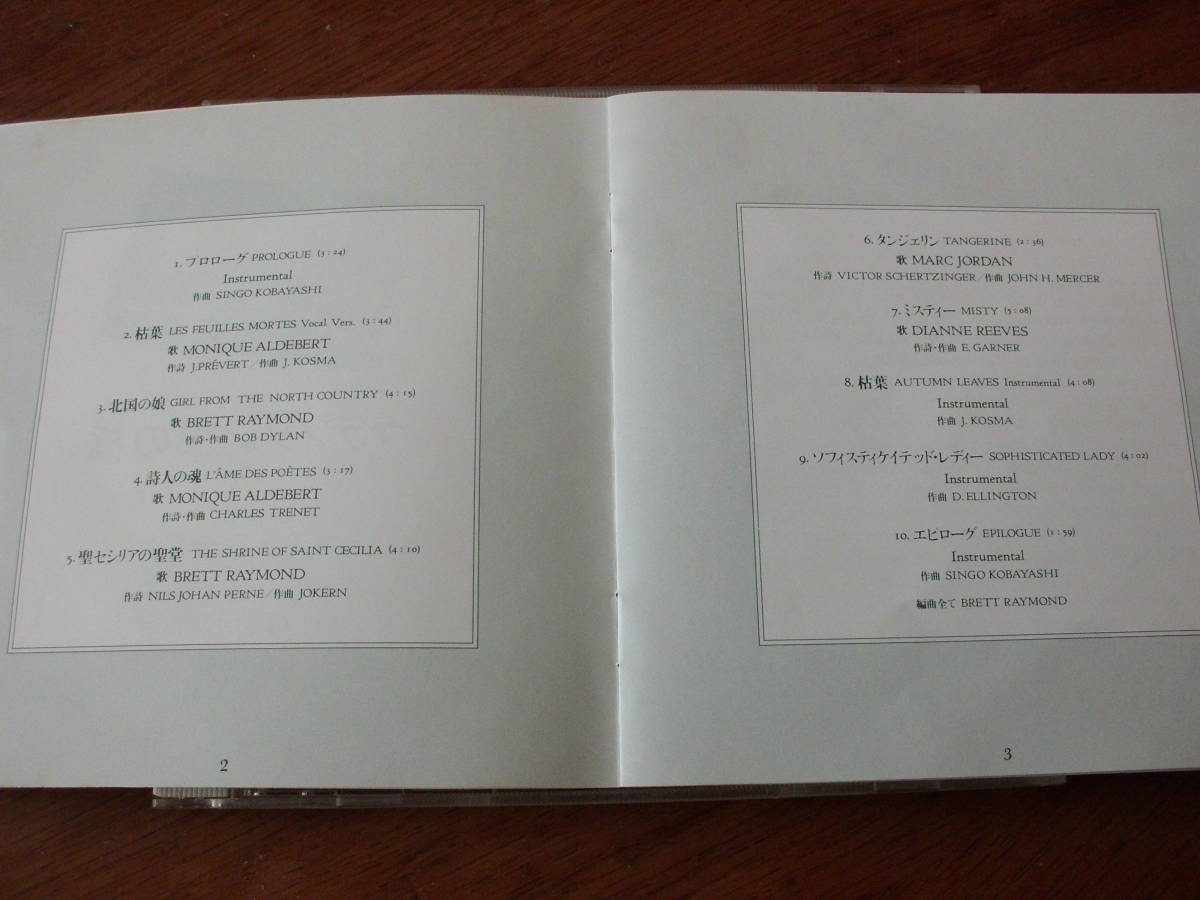 1. プロローグ PROLOGUE (3:24)
Instrumental
作曲 SINGO KOBAYASHI
2. 枯葉 LES FEUILLES MORTES Vocal Vers. (3:44)
歌 MONIQUE ALDEBERT
作詩 J.PRÉVERT/作曲 J. KOSMA
3. 北国の娘 GIRL FROM THE NORTH COUNTRY (4:15)
歌 BRETT RAYMOND
作詩・作曲 BOB DYLAN
4. 詩人の魂 L'ÂME DES POÊTES (3:17)
歌 MONIQUE ALDEBERT
作詩・作曲 CHARLES TRENET
5. 聖セシリアの聖堂 THE SHRINE OF SAINT CECILIA (4:10)
歌 BRETT RAYMOND
作詩 NILS JOHAN PERNE/作曲 JOKERN
2
6. タンジェリン TANGERINE (2:36)
歌 MARC JORDAN
作詩 VICTOR SCHERTZINGER/作曲 JOHN H. MERCER
7. ミスティー MISTY (5:08)
歌 DIANNE REEVES
作詩・作曲 E. GARNER
8. 枯葉 AUTUMN LEAVES Instrumental (4:08)
Instrumental
作曲 J. KOSMA
9. ソフィスティケイテッド・レディー SOPHISTICATED LADY (4:02)
Instrumental
作曲 D. ELLINGTON
10. エピローグ EPILOGUE (1:59)
Instrumental
作曲 SINGO KOBAYASHI
編曲全て BRETT RAYMOND
3